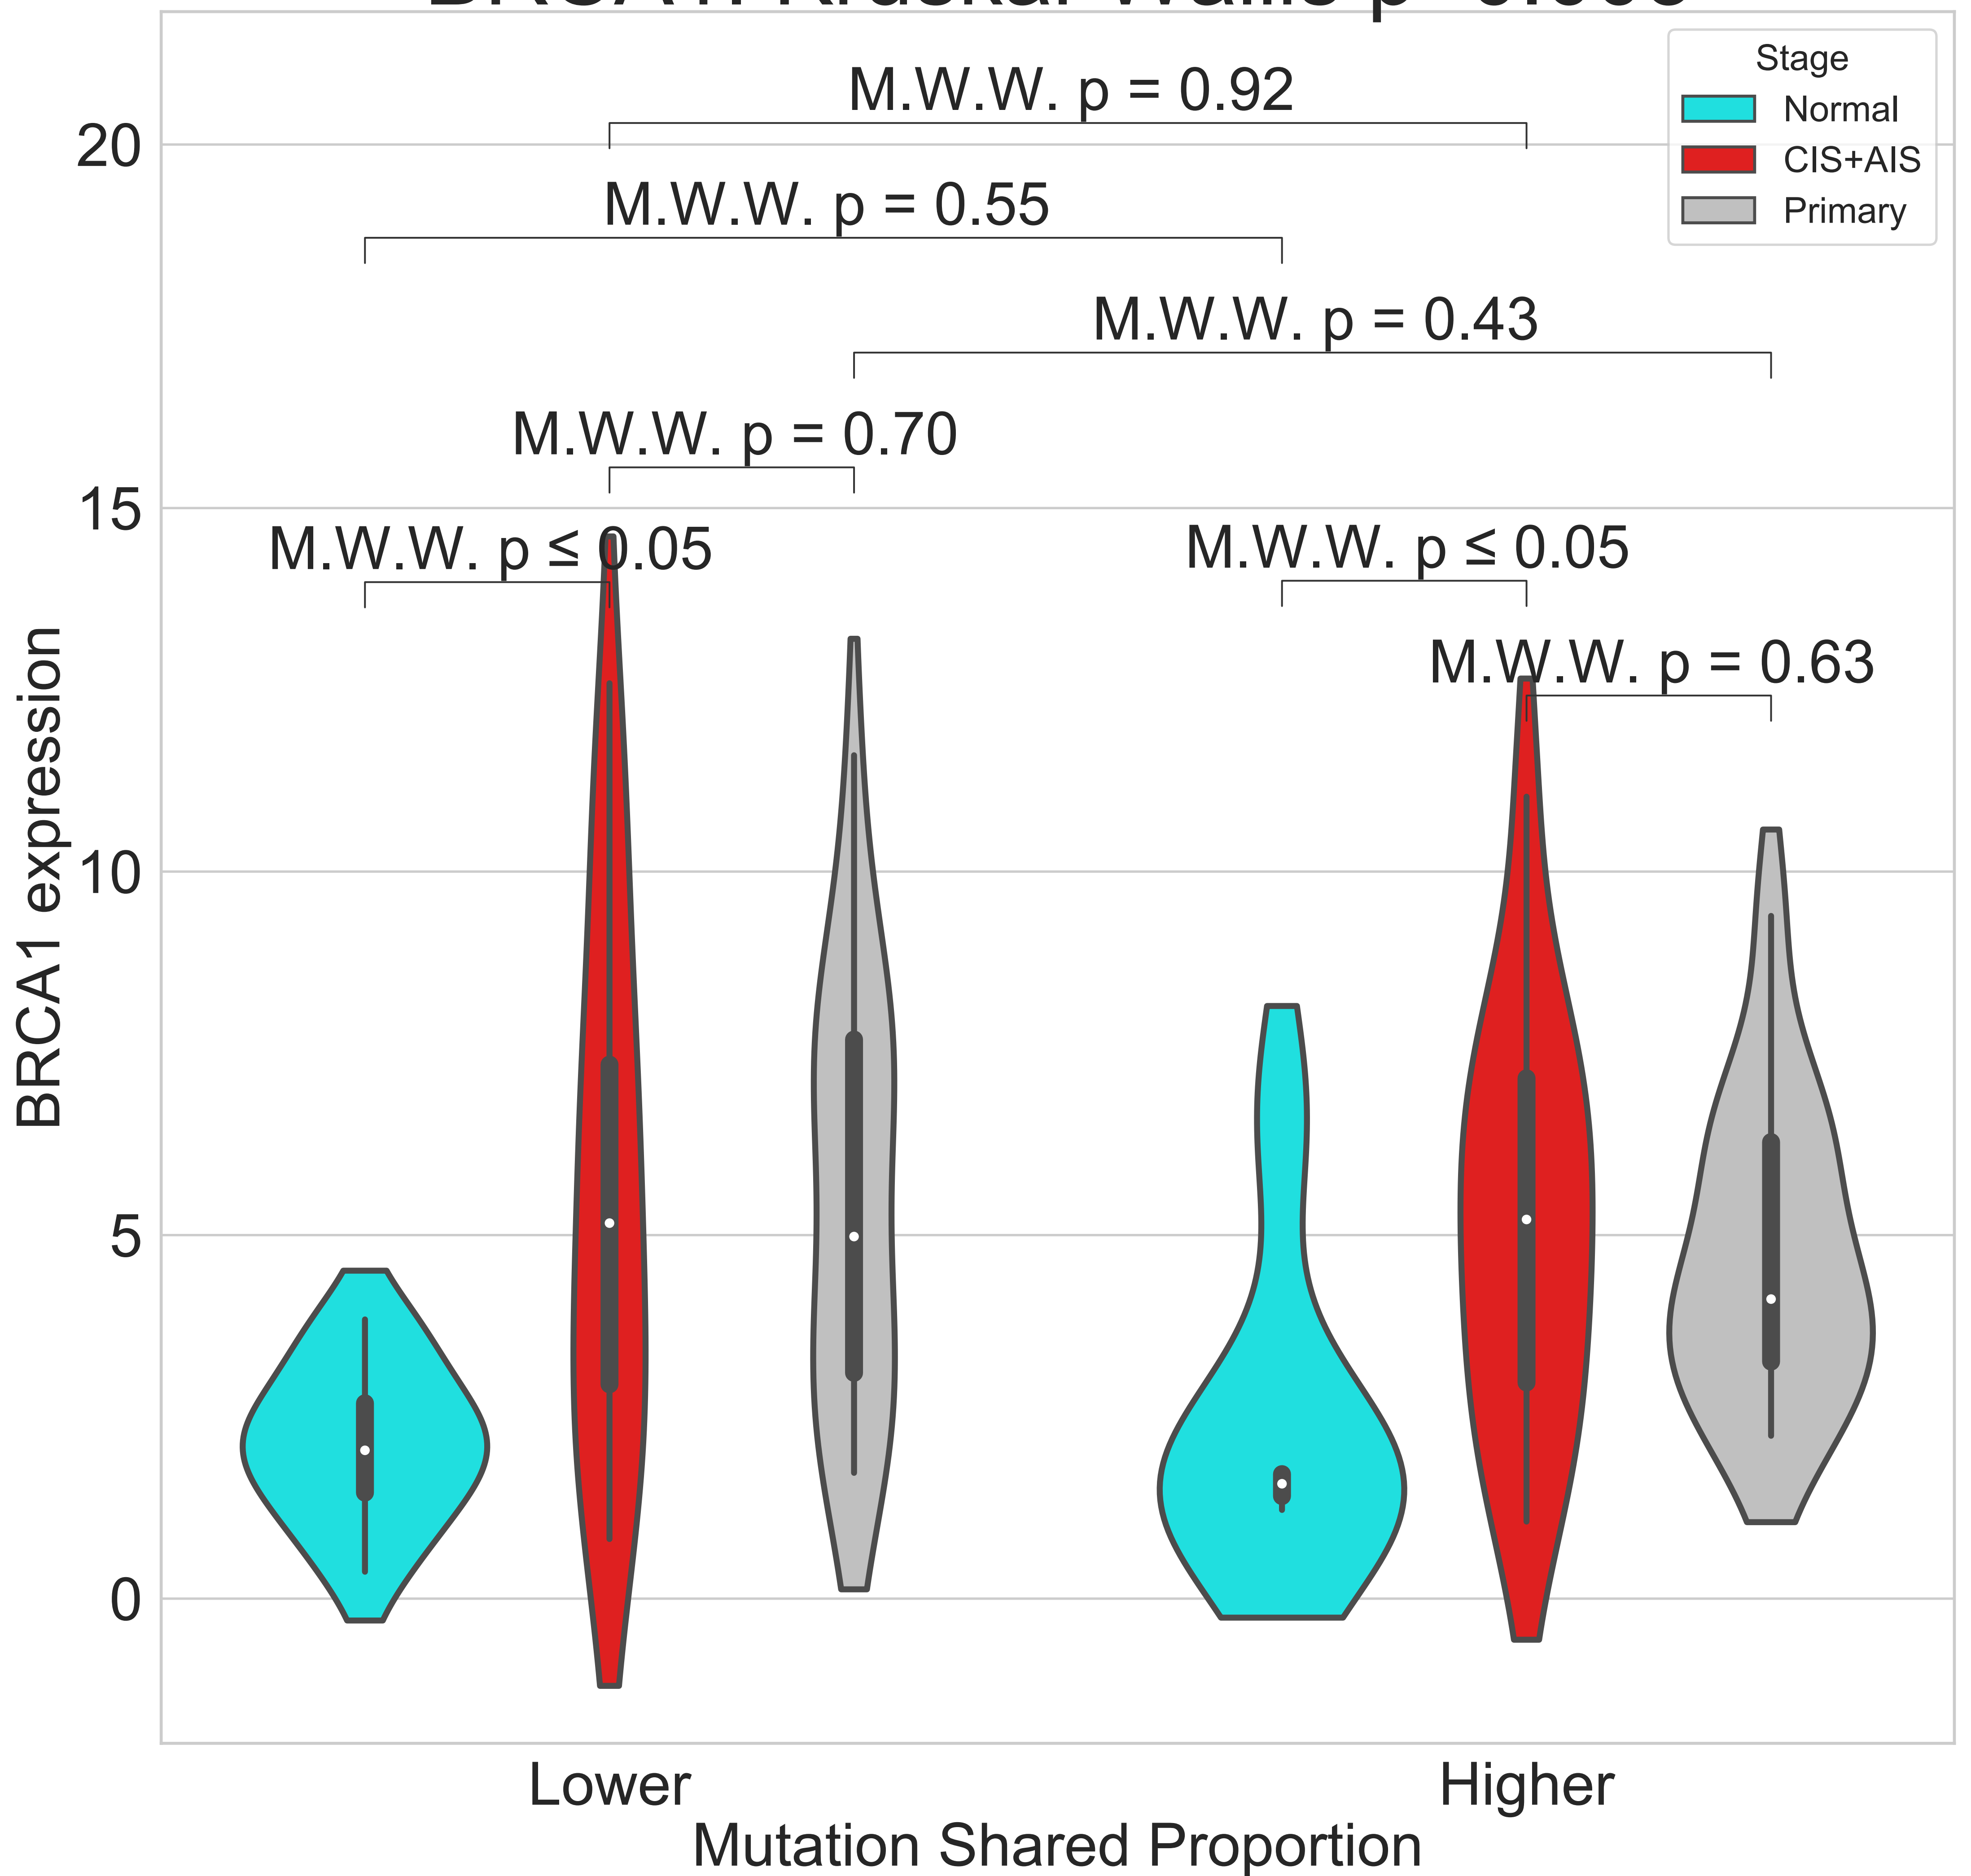 Stage
Normal
CIS+AIS
Primary
M.W.W. p = 0.92
M.W.W. p = 0.55
M.W.W. p = 0.43
M.W.W. p = 0.70
M.W.W. p ≤ 0.05
M.W.W. p ≤ 0.05
M.W.W. p = 0.63
20
15
10
5
0
BRCA1 expression
Lower
Higher
Mutation Shared Proportion